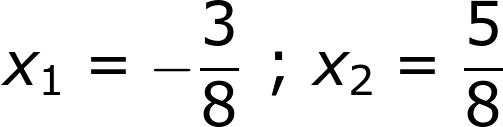 x₁ = −3/8 ; x₂ = 5/8